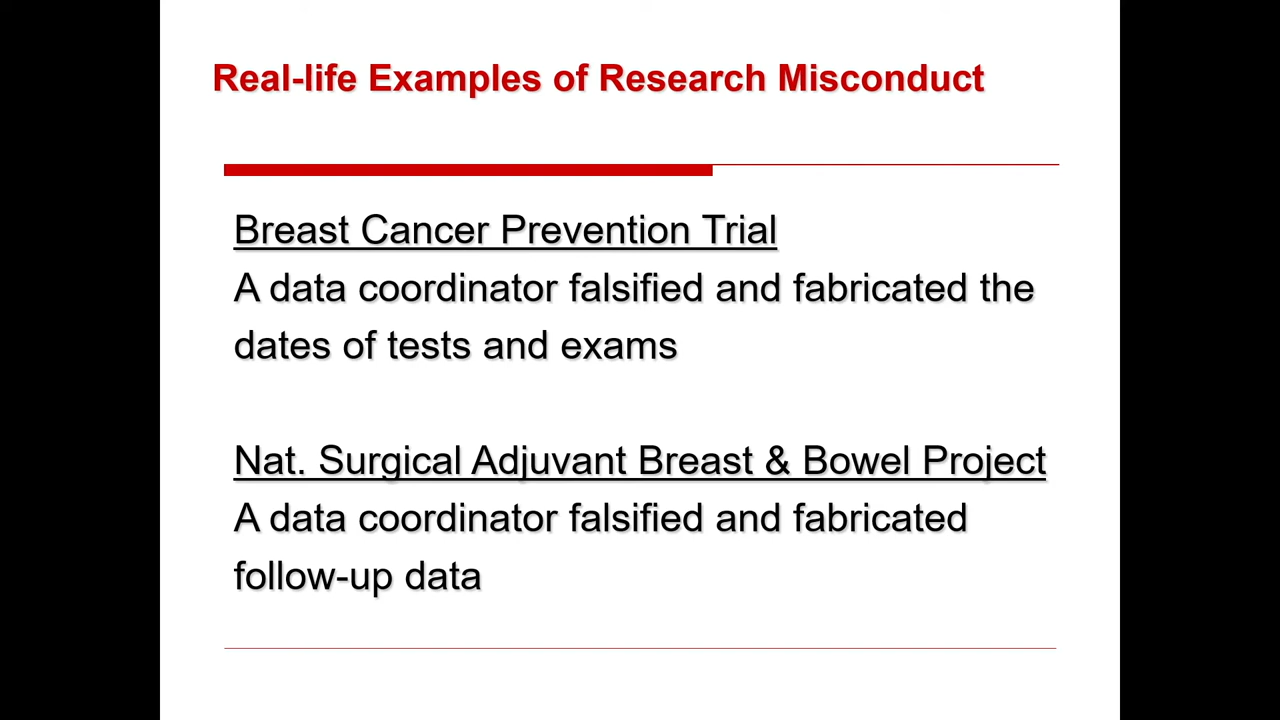 Real-life Examples of Research Misconduct
Breast Cancer Prevention Trial
A data coordinator falsified and fabricated the
dates of tests and exams
Nat. Surgical Adjuvant Breast & Bowel Project
A data coordinator falsified and fabricated
follow-up data